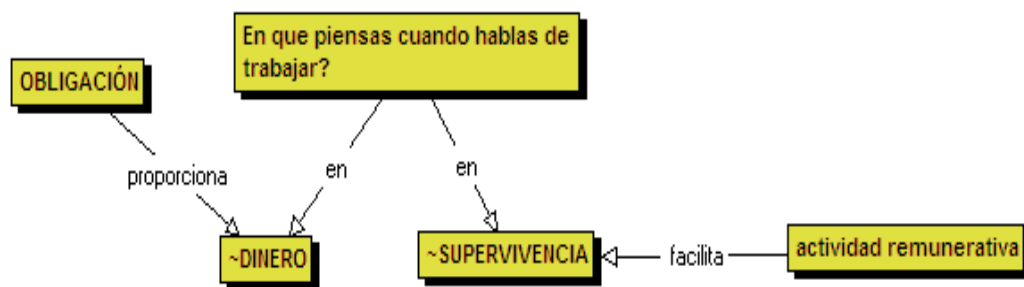 En que piensas cuando hablas de
trabajar?
OBLIGACIÓN
proporciona
en
en
~DINERO
~SUPERVIVENCIA
facilita
actividad remunerativa